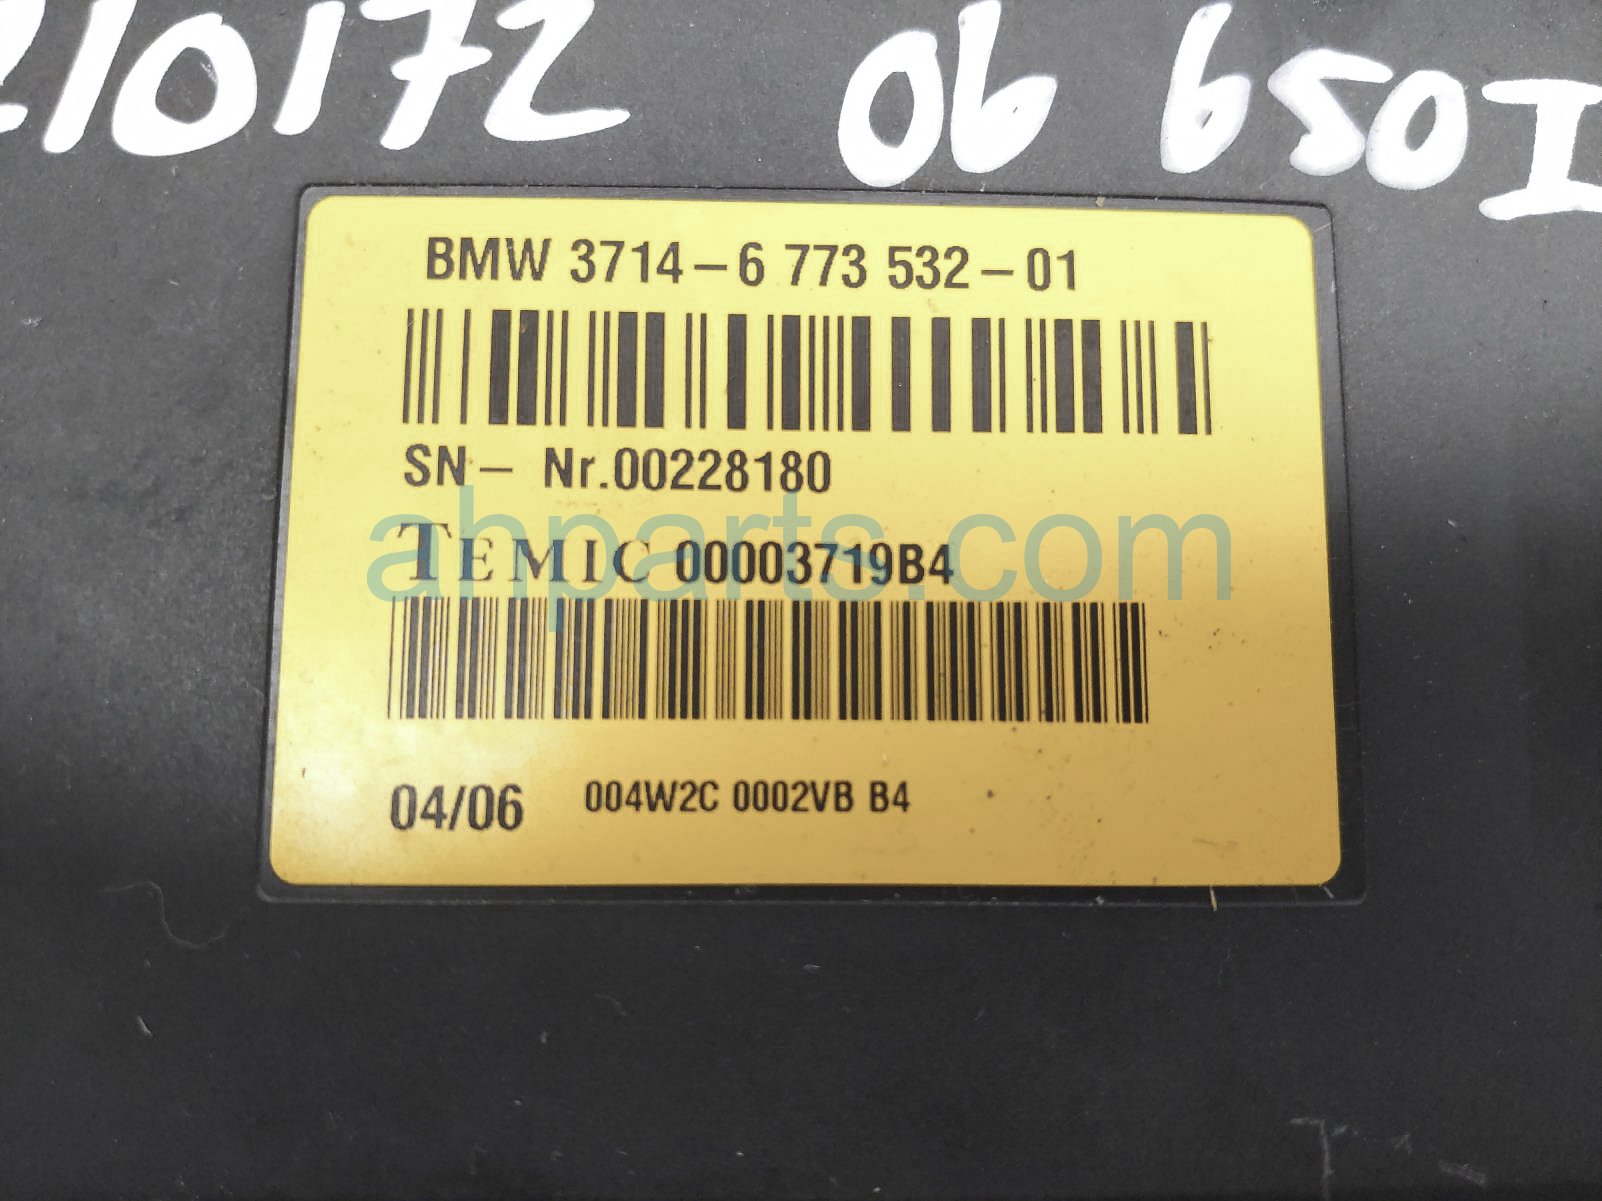 210172 06 650I
BMW 3714-6 773 532-01
SN- Nr.00228180
TEMIC 00003719B4
ahparts.com
04/06 004W2C 0002VB B4